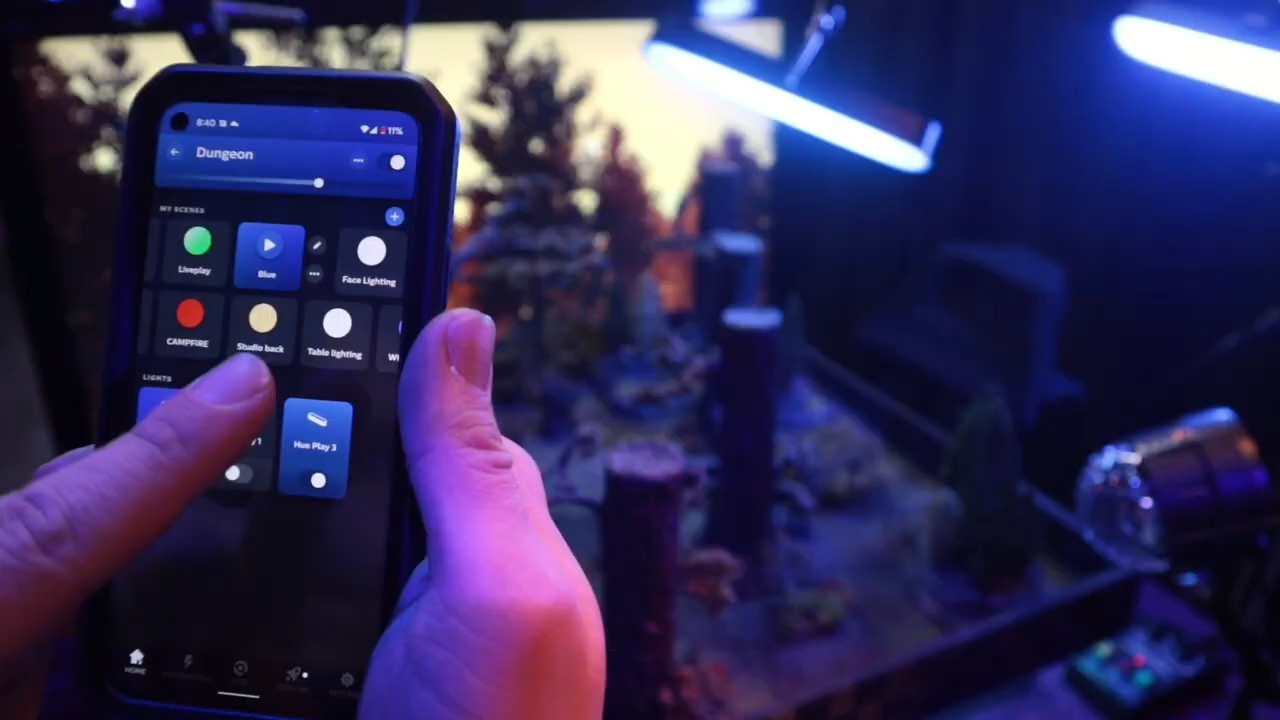 8:40
11%
Dungeon
MY SCENES
Liveplay
Blue
Face Lighting
CAMPFIRE
Studio back
Table lighting
LIGHTS
Hue Play 3
HOME